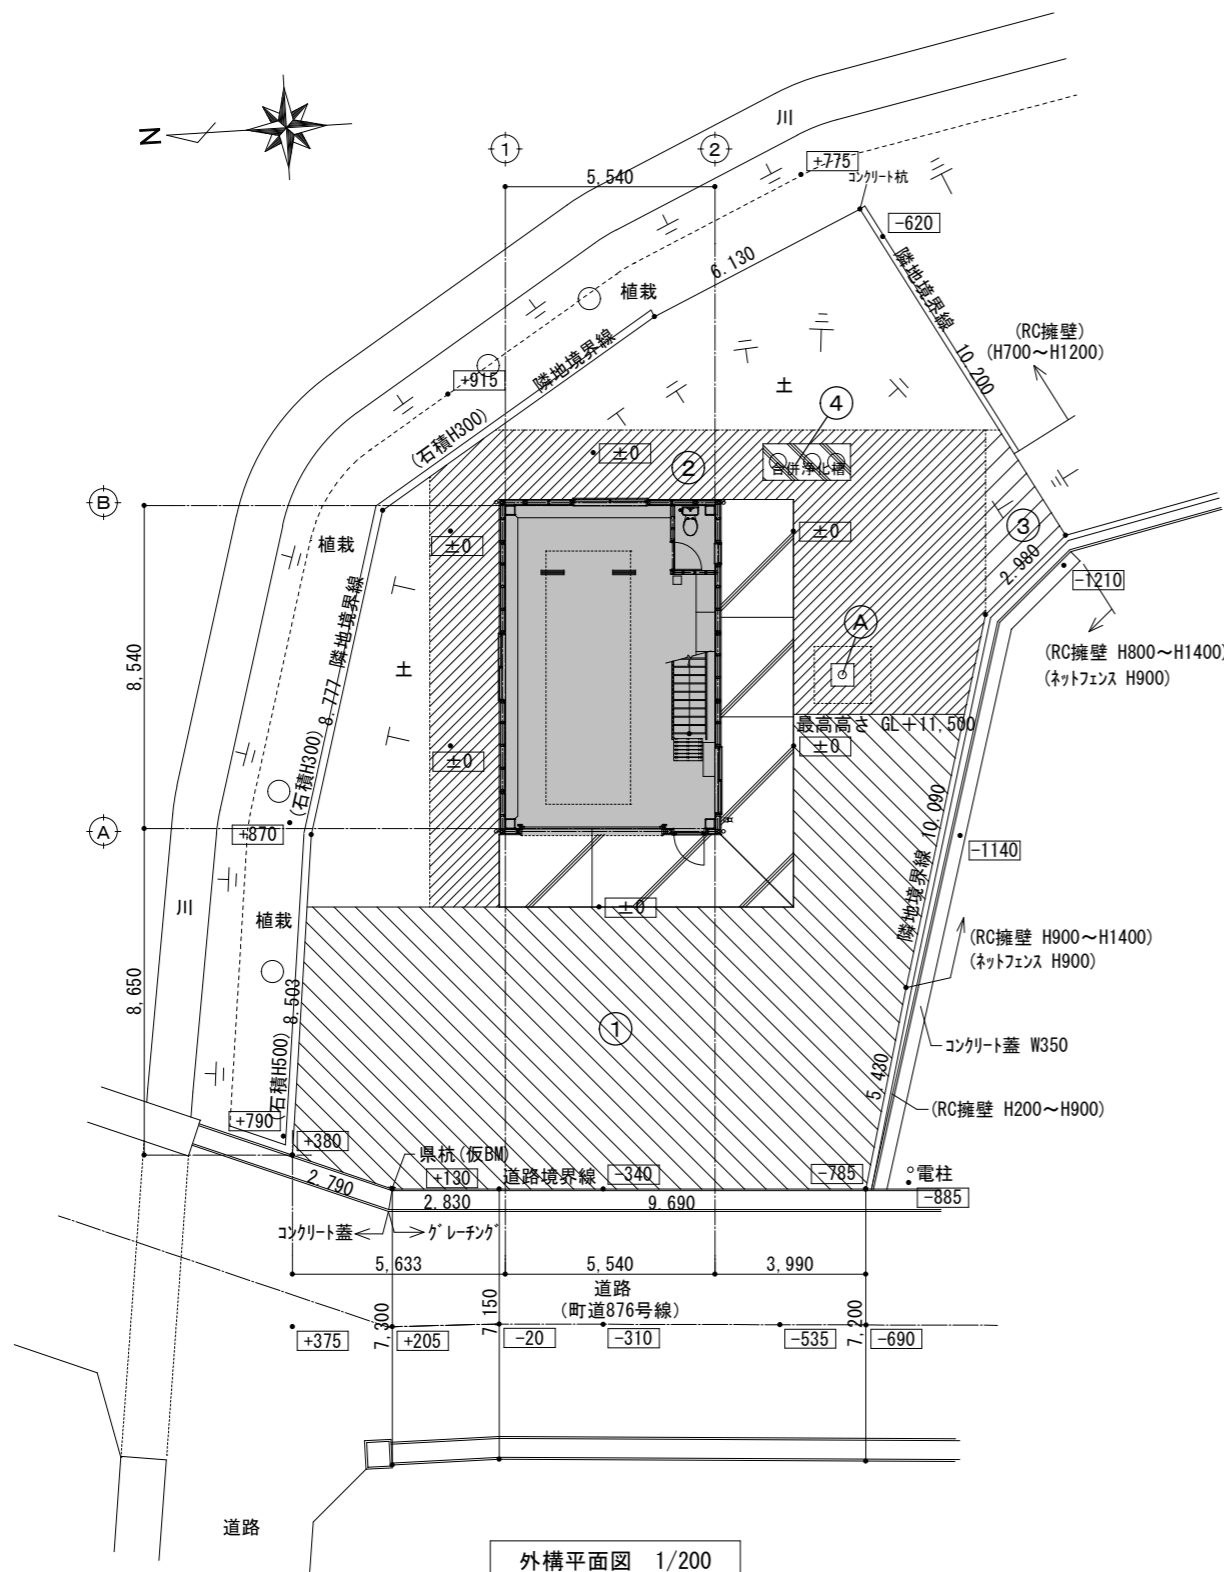 川
N
1
2
+775
5,540
コンクリート杭
-620
6.130
植栽
隣地境界線 10.200
(RC擁壁)
(H700～H1200)
隣地境界線
+915
土
4
(石積H300)
±0
2
合併浄化槽
B
±0
±0
3
植栽
2.980
-1210
(RC擁壁 H800～H1400)
(ネットフェンス H900)
A
8,540
(石積H300) 8.777 隣地境界線
土
最高高さ GL＋11,500
±0
±0
A
+870
隣地境界線 10.090
-1140
川
植栽
±0
(RC擁壁 H900～H1400)
(ネットフェンス H900)
8,650
(石積H500) 8.503
1
コンクリート蓋 W350
5,430
(RC擁壁 H200～H900)
+790
+380
県杭(仮BM)
+130
道路境界線
-340
-785
電柱
-885
2.790
2,830
9,690
コンクリート蓋
グレーチング
5,633
5,540
3,990
道路
(町道876号線)
7,300
7,150
7,200
+375
+205
-20
-310
-535
-690
道路
外構平面図 1/200